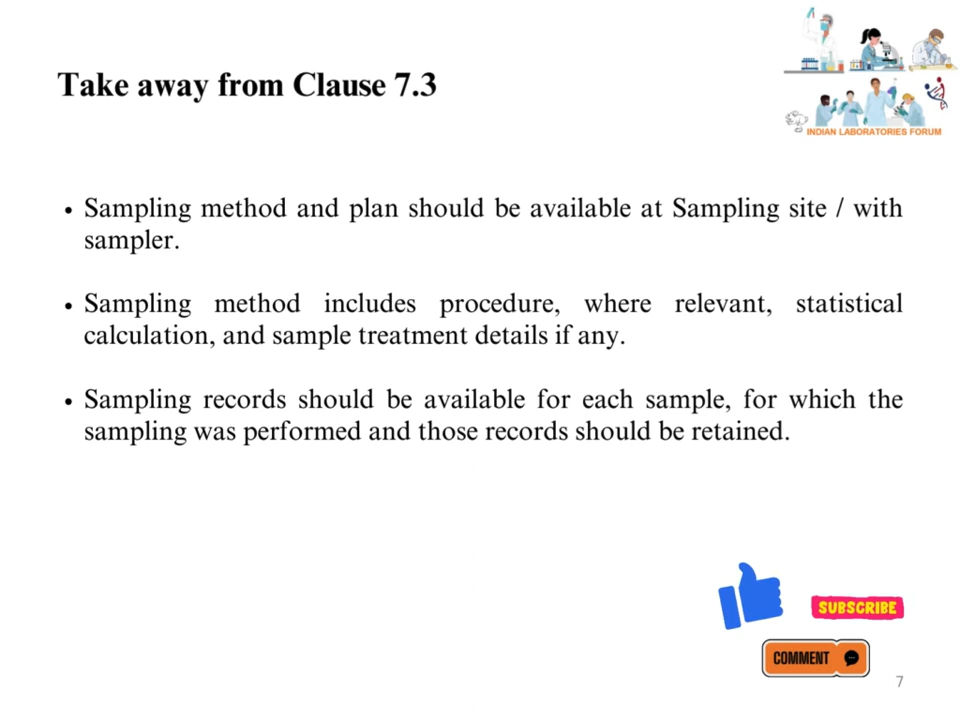 Take away from Clause 7.3
INDIAN LABORATORIES FORUM
• Sampling method and plan should be available at Sampling site / with
sampler.
• Sampling method includes procedure, where relevant, statistical
calculation, and sample treatment details if any.
• Sampling records should be available for each sample, for which the
sampling was performed and those records should be retained.
SUBSCRIBE
COMMENT
7